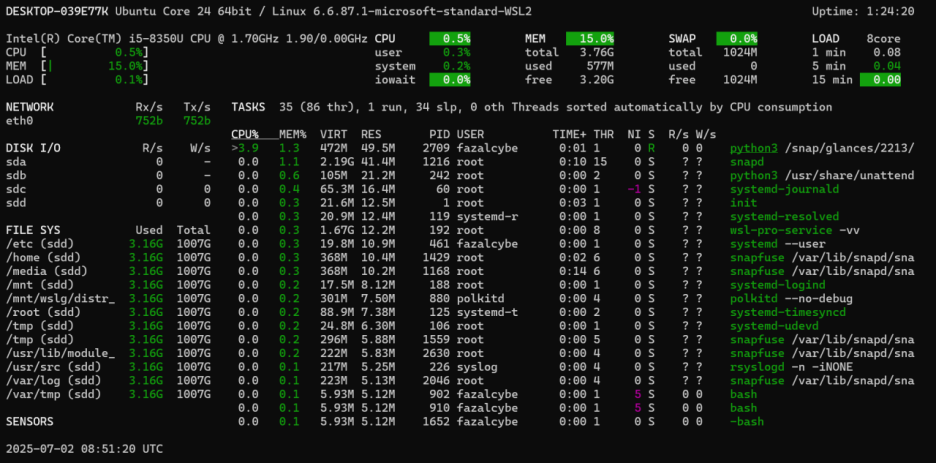 DESKTOP-039E77K Ubuntu Core 24 64bit / Linux 6.6.87.1-microsoft-standard-WSL2 Uptime: 1:24:20
Intel(R) Core(TM) i5-8350U CPU @ 1.70GHz 1.90/0.00GHz CPU 0.5% MEM 15.0% SWAP 0.0% LOAD 8core
CPU [ 0.5%] user 0.3% total 3.76G total 1024M 1 min 0.08
MEM [| 15.0%] system 0.2% used 577M used 0 5 min 0.04
LOAD [ 0.1%] iowait 0.0% free 3.20G free 1024M 15 min 0.00
NETWORK Rx/s Tx/s TASKS 35 (86 thr), 1 run, 34 slp, 0 oth Threads sorted automatically by CPU consumption
eth0 752b 752b
CPU% MEM% VIRT RES PID USER TIME+ THR NI S R/s W/s
DISK I/O R/s W/s >3.9 1.3 472M 49.5M 2709 fazalcybe 0:01 1 0 R 0 0 python3 /snap/glances/2213/
sda 0 - 0.0 1.1 2.19G 41.4M 1216 root 0:10 15 0 S ? ? snapd
sdb 0 - 0.0 0.6 105M 21.2M 242 root 0:00 2 0 S ? ? python3 /usr/share/unattend
sdc 0 0 0.0 0.4 65.3M 16.4M 60 root 0:00 1 -1 S ? ? systemd-journald
sdd 0 0 0.0 0.3 21.6M 12.5M 1 root 0:03 1 0 S ? ? init
0.0 0.3 20.9M 12.4M 119 systemd-r 0:00 1 0 S ? ? systemd-resolved
FILE SYS Used Total 0.0 0.3 1.67G 12.2M 192 root 0:00 8 0 S ? ? wsl-pro-service -vv
/etc (sdd) 3.16G 1007G 0.0 0.3 19.8M 10.9M 461 fazalcybe 0:00 1 0 S ? ? systemd --user
/home (sdd) 3.16G 1007G 0.0 0.3 368M 10.4M 1429 root 0:02 6 0 S ? ? snapfuse /var/lib/snapd/sna
/media (sdd) 3.16G 1007G 0.0 0.3 368M 10.2M 1168 root 0:14 6 0 S ? ? snapfuse /var/lib/snapd/sna
/mnt (sdd) 3.16G 1007G 0.0 0.2 17.5M 8.12M 188 root 0:00 1 0 S ? ? systemd-logind
/mnt/wslg/distr_ 3.16G 1007G 0.0 0.2 301M 7.50M 880 polkitd 0:00 4 0 S ? ? polkitd --no-debug
/root (sdd) 3.16G 1007G 0.0 0.2 88.9M 7.38M 125 systemd-t 0:00 2 0 S ? ? systemd-timesyncd
/tmp (sdd) 3.16G 1007G 0.0 0.2 24.8M 6.30M 106 root 0:00 1 0 S ? ? systemd-udevd
/tmp (sdd) 3.16G 1007G 0.0 0.2 296M 5.88M 1559 root 0:00 5 0 S ? ? snapfuse /var/lib/snapd/sna
/usr/lib/module_ 3.16G 1007G 0.0 0.2 222M 5.83M 2630 root 0:00 4 0 S ? ? snapfuse /var/lib/snapd/sna
/usr/src (sdd) 3.16G 1007G 0.0 0.1 217M 5.25M 226 syslog 0:00 4 0 S ? ? rsyslogd -n -iNONE
/var/log (sdd) 3.16G 1007G 0.0 0.1 223M 5.13M 2046 root 0:00 4 0 S ? ? snapfuse /var/lib/snapd/sna
/var/tmp (sdd) 3.16G 1007G 0.0 0.1 5.93M 5.12M 902 fazalcybe 0:00 1 5 S 0 0 bash
0.0 0.1 5.93M 5.12M 910 fazalcybe 0:00 1 5 S 0 0 bash
SENSORS 0.0 0.1 5.93M 5.12M 1652 fazalcybe 0:00 1 0 S 0 0 -bash
2025-07-02 08:51:20 UTC